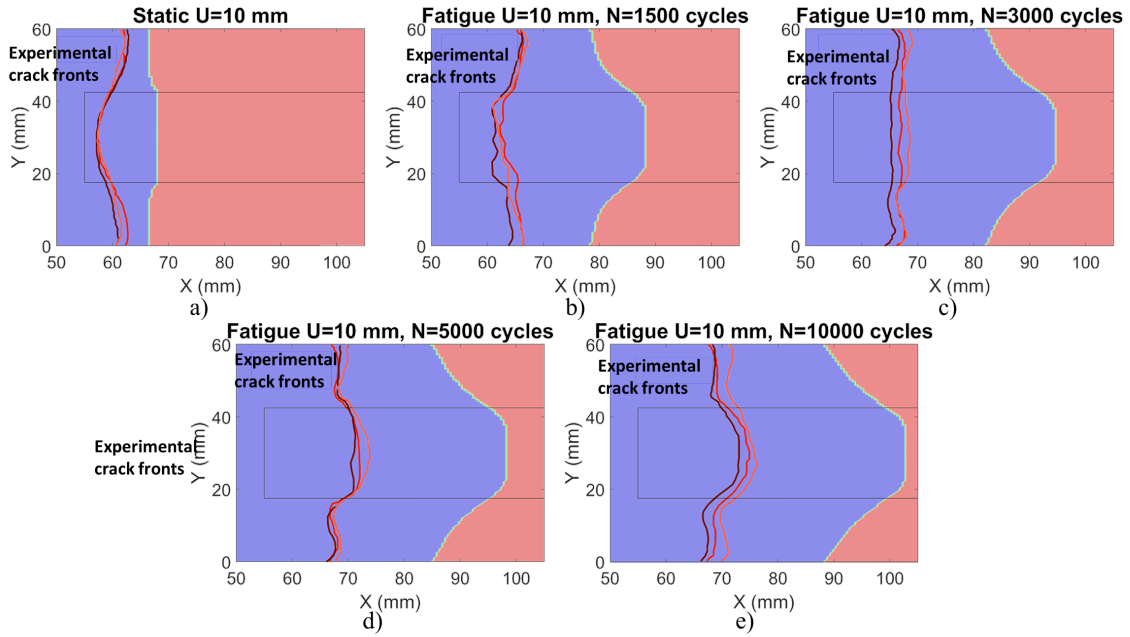 Static U=10 mm
Fatigue U=10 mm, N=1500 cycles
Fatigue U=10 mm, N=3000 cycles
60
40
20
0
Y (mm)
Experimental
crack fronts
50
60
70
80
90
100
X (mm)
a)
60
40
20
0
Y (mm)
Experimental
crack fronts
50
60
70
80
90
100
X (mm)
b)
60
40
20
0
Y (mm)
Experimental
crack fronts
50
60
70
80
90
100
X (mm)
c)
Fatigue U=10 mm, N=5000 cycles
Fatigue U=10 mm, N=10000 cycles
60
40
20
0
Y (mm)
Experimental
crack fronts
Experimental
crack fronts
50
60
70
80
90
100
X (mm)
d)
60
40
20
0
Y (mm)
Experimental
crack fronts
50
60
70
80
90
100
X (mm)
e)